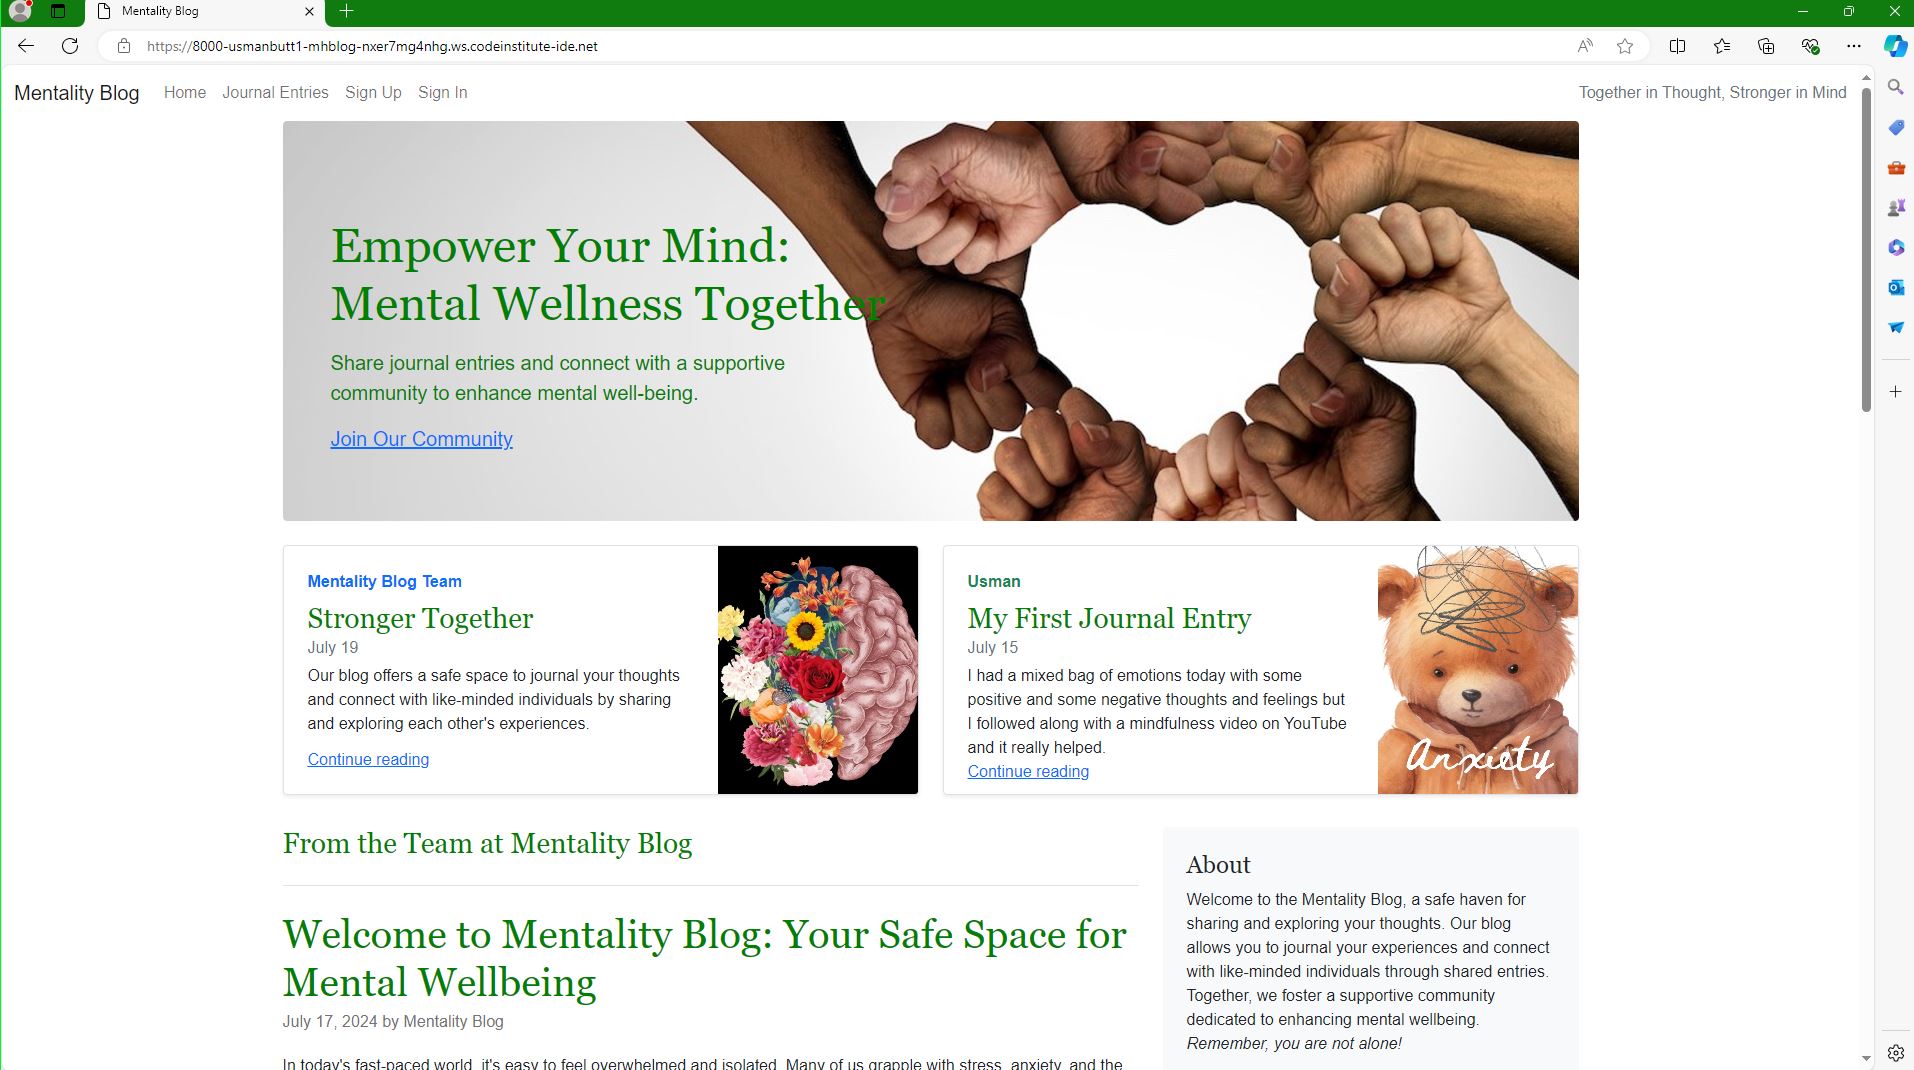 Mentality Blog
https://8000-usmanbutt1-mhblog-nxer7mg4nhg.ws.codeinstitute-ide.net
Mentality Blog Home Journal Entries Sign Up Sign In Together in Thought, Stronger in Mind
Empower Your Mind:
Mental Wellness Together
Share journal entries and connect with a supportive
community to enhance mental well-being.
Join Our Community
Mentality Blog Team
Stronger Together
July 19
Our blog offers a safe space to journal your thoughts
and connect with like-minded individuals by sharing
and exploring each other's experiences.
Continue reading
Usman
My First Journal Entry
July 15
I had a mixed bag of emotions today with some
positive and some negative thoughts and feelings but
I followed along with a mindfulness video on YouTube
and it really helped.
Continue reading
Anxiety
From the Team at Mentality Blog
Welcome to Mentality Blog: Your Safe Space for
Mental Wellbeing
July 17, 2024 by Mentality Blog
In today's fast-paced world, it's easy to feel overwhelmed and isolated. Many of us grapple with stress, anxiety, and the
About
Welcome to the Mentality Blog, a safe haven for
sharing and exploring your thoughts. Our blog
allows you to journal your experiences and connect
with like-minded individuals through shared entries.
Together, we foster a supportive community
dedicated to enhancing mental wellbeing.
Remember, you are not alone!